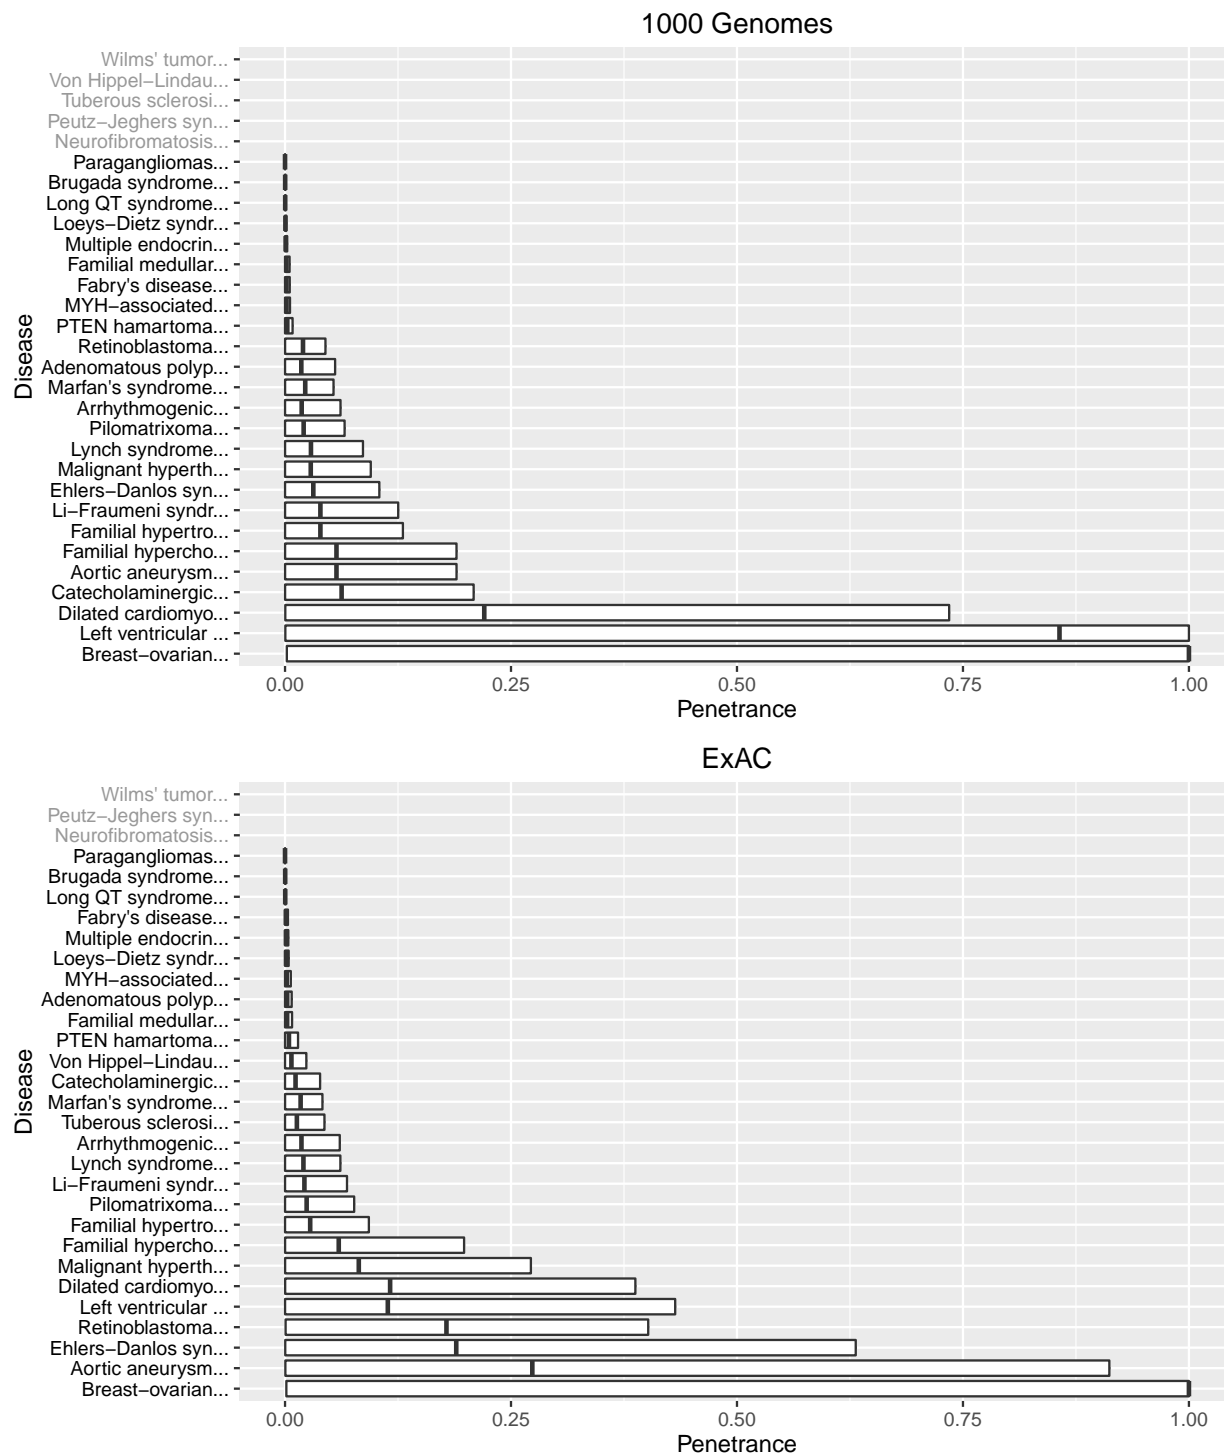 1000 Genomes
Wilms' tumor...
Von Hippel−Lindau...
Tuberous sclerosi...
Peutz−Jeghers syn...
Neurofibromatosis...
Paragangliomas...
Brugada syndrome...
Long QT syndrome...
Loeys−Dietz syndr...
Multiple endocrin...
Familial medullar...
Fabry's disease...
MYH−associated...
PTEN hamartoma...
Retinoblastoma...
Adenomatous polyp...
Marfan's syndrome...
Arrhythmogenic...
Pilomatrixoma...
Lynch syndrome...
Malignant hyperth...
Ehlers−Danlos syn...
Li−Fraumeni syndr...
Familial hypertro...
Familial hypercho...
Aortic aneurysm...
Catecholaminergic...
Dilated cardiomyo...
Left ventricular ...
Breast−ovarian...
Disease
0.00 0.25 0.50 0.75 1.00
Penetrance
ExAC
Wilms' tumor...
Peutz−Jeghers syn...
Neurofibromatosis...
Paragangliomas...
Brugada syndrome...
Long QT syndrome...
Fabry's disease...
Multiple endocrin...
Loeys−Dietz syndr...
MYH−associated...
Adenomatous polyp...
Familial medullar...
PTEN hamartoma...
Von Hippel−Lindau...
Catecholaminergic...
Marfan's syndrome...
Tuberous sclerosi...
Arrhythmogenic...
Lynch syndrome...
Li−Fraumeni syndr...
Pilomatrixoma...
Familial hypertro...
Familial hypercho...
Malignant hyperth...
Dilated cardiomyo...
Left ventricular ...
Retinoblastoma...
Ehlers−Danlos syn...
Aortic aneurysm...
Breast−ovarian...
Disease
0.00 0.25 0.50 0.75 1.00
Penetrance